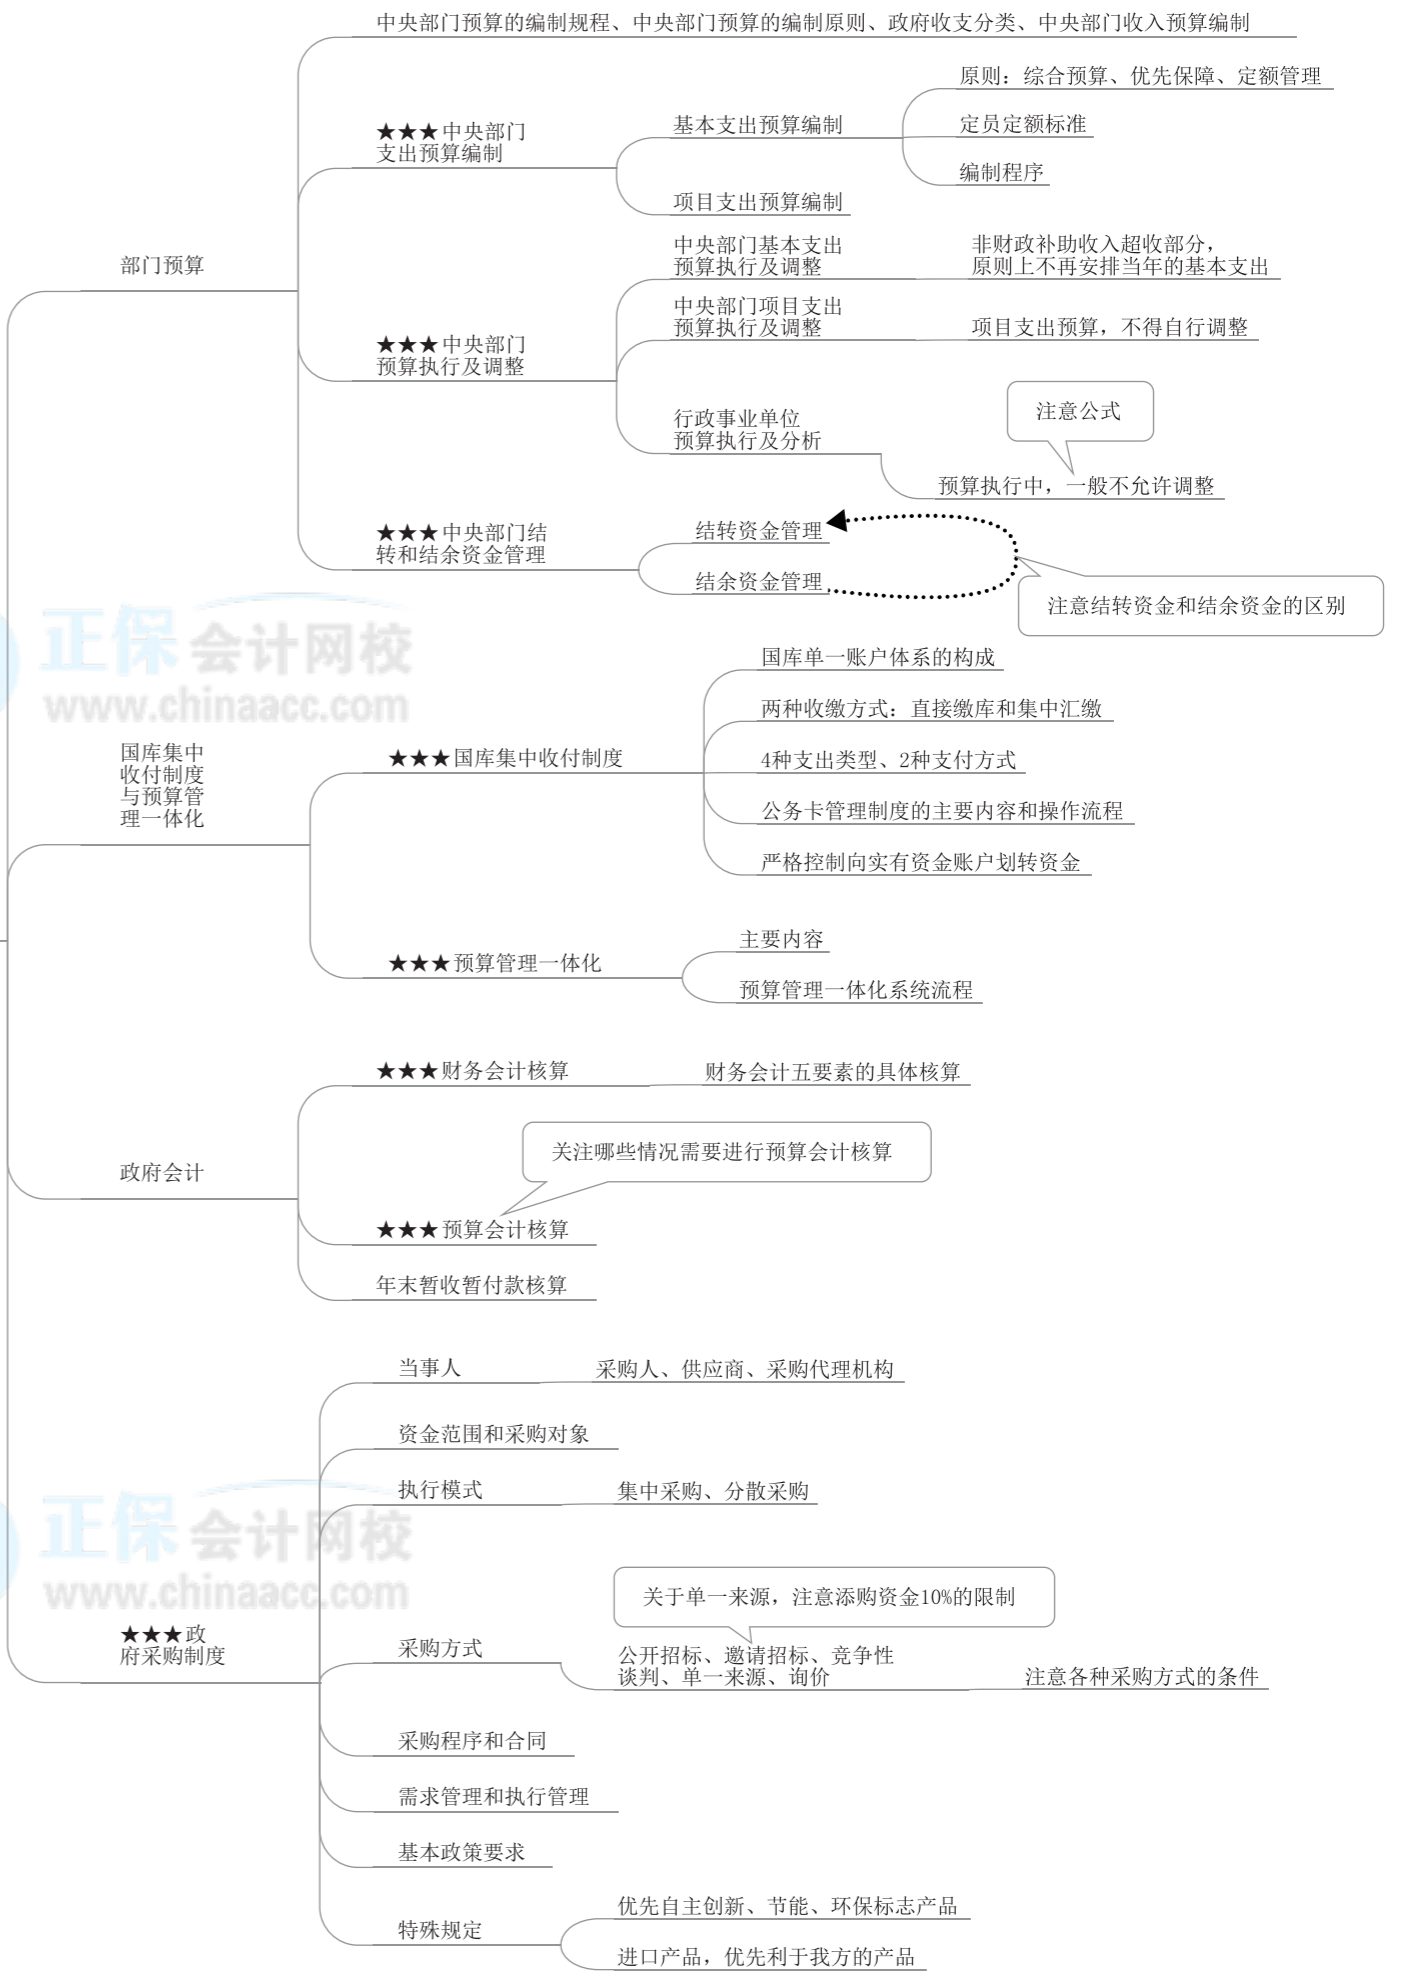 中央部门预算的编制规程、中央部门预算的编制原则、政府收支分类、中央部门收入预算编制
原则：综合预算、优先保障、定额管理
★★★中央部门
支出预算编制
基本支出预算编制
定员定额标准
编制程序
项目支出预算编制
部门预算
中央部门基本支出
预算执行及调整
非财政补助收入超收部分，
原则上不再安排当年的基本支出
中央部门项目支出
预算执行及调整
项目支出预算，不得自行调整
★★★中央部门
预算执行及调整
注意公式
行政事业单位
预算执行及分析
预算执行中，一般不允许调整
★★★中央部门结
转和结余资金管理
结转资金管理
结余资金管理
注意结转资金和结余资金的区别
正保会计网校
www.chinaacc.com
国库单一账户体系的构成
两种收缴方式：直接缴库和集中汇缴
国库集中
收付制度
与预算管
理一体化
★★★国库集中收付制度
4种支出类型、2种支付方式
公务卡管理制度的主要内容和操作流程
严格控制向实有资金账户划转资金
★★★预算管理一体化
主要内容
预算管理一体化系统流程
★★★财务会计核算
财务会计五要素的具体核算
关注哪些情况需要进行预算会计核算
政府会计
★★★预算会计核算
年末暂收暂付款核算
当事人
采购人、供应商、采购代理机构
资金范围和采购对象
执行模式
集中采购、分散采购
正保会计网校
www.chinaacc.com
关于单一来源，注意添购资金10%的限制
★★★政
府采购制度
采购方式
公开招标、邀请招标、竞争性
谈判、单一来源、询价
注意各种采购方式的条件
采购程序和合同
需求管理和执行管理
基本政策要求
特殊规定
优先自主创新、节能、环保标志产品
进口产品，优先利于我方的产品